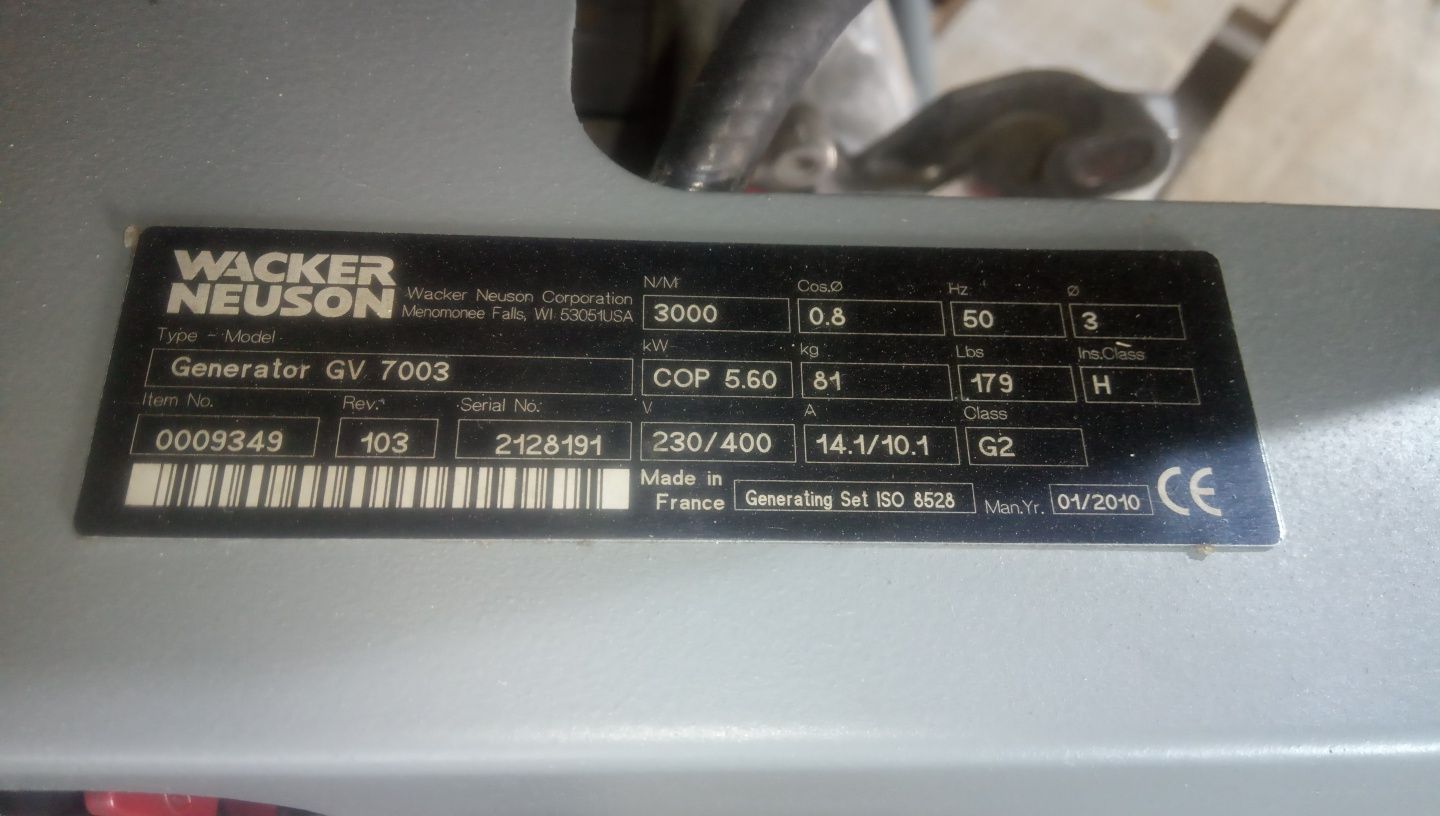 WACKER
NEUSON
Wacker Neuson Corporation
Menomonee Falls, WI 53051USA
Type - Model
Generator GV 7003
Item No. Rev. Serial No.
0009349 103 2128191
N/M Cos.Ø Hz Ø
3000 0.8 50 3
kW kg Lbs Ins.Class
COP 5.60 81 179 H
V A Class
230/400 14.1/10.1 G2
Made in
France
Generating Set ISO 8528
Man.Yr. 01/2010
CE